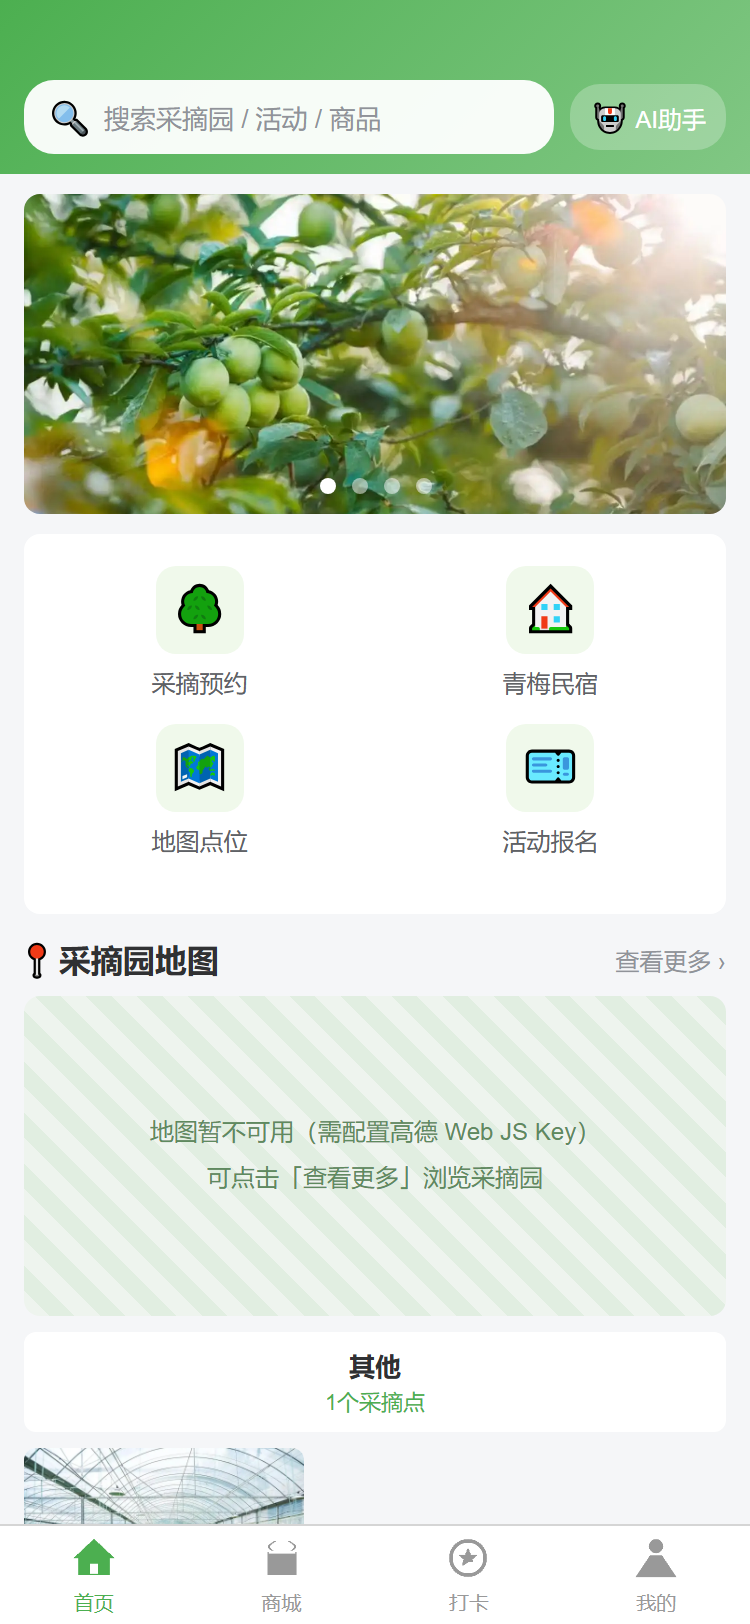 搜索采摘园 / 活动 / 商品
AI助手
采摘预约
青梅民宿
地图点位
活动报名
采摘园地图
查看更多 ›
地图暂不可用（需配置高德 Web JS Key）
可点击「查看更多」浏览采摘园
其他
1个采摘点
首页
商城
打卡
我的